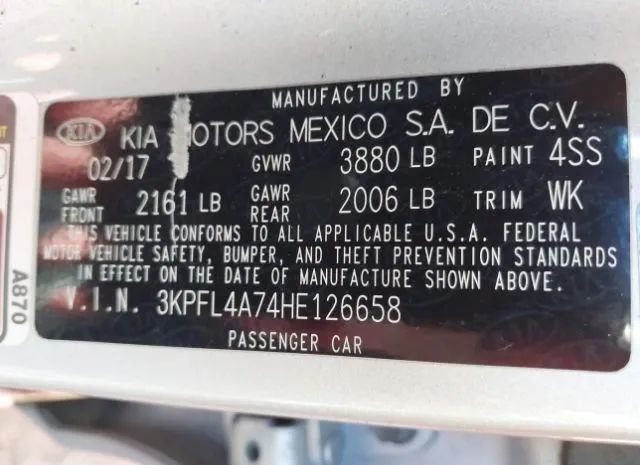 MANUFACTURED BY
KIA KIA MOTORS MEXICO S.A. DE C.V.
02/17 GVWR 3880 LB PAINT 4SS
GAWR FRONT 2161 LB GAWR REAR 2006 LB TRIM WK
THIS VEHICLE CONFORMS TO ALL APPLICABLE U.S.A. FEDERAL
MOTOR VEHICLE SAFETY, BUMPER, AND THEFT PREVENTION STANDARDS
IN EFFECT ON THE DATE OF MANUFACTURE SHOWN ABOVE.
V.I.N. 3KPFL4A74HE126658
PASSENGER CAR
A870